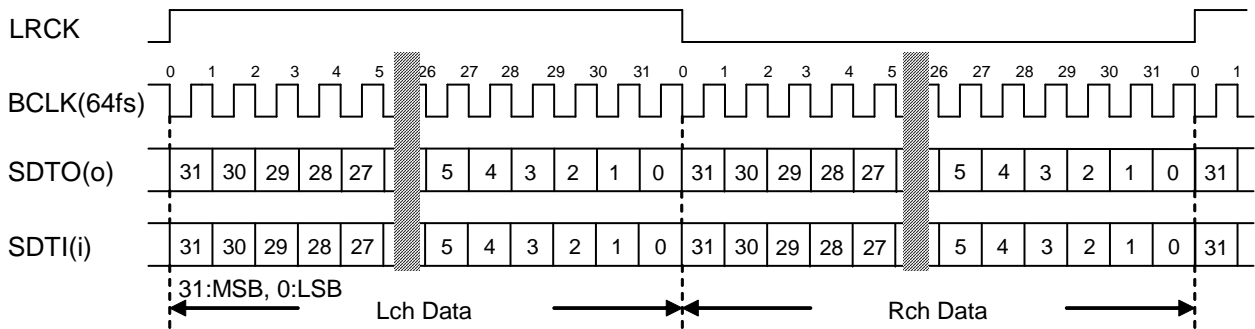 LRCK
0 1 2 3 4 5 26 27 28 29 30 31 0 1 2 3 4 5 26 27 28 29 30 31 0 1
BCLK(64fs)
SDTO(o) 31 30 29 28 27 5 4 3 2 1 0 31 30 29 28 27 5 4 3 2 1 0 31
SDTI(i) 31 30 29 28 27 5 4 3 2 1 0 31 30 29 28 27 5 4 3 2 1 0 31
31:MSB, 0:LSB
Lch Data Rch Data